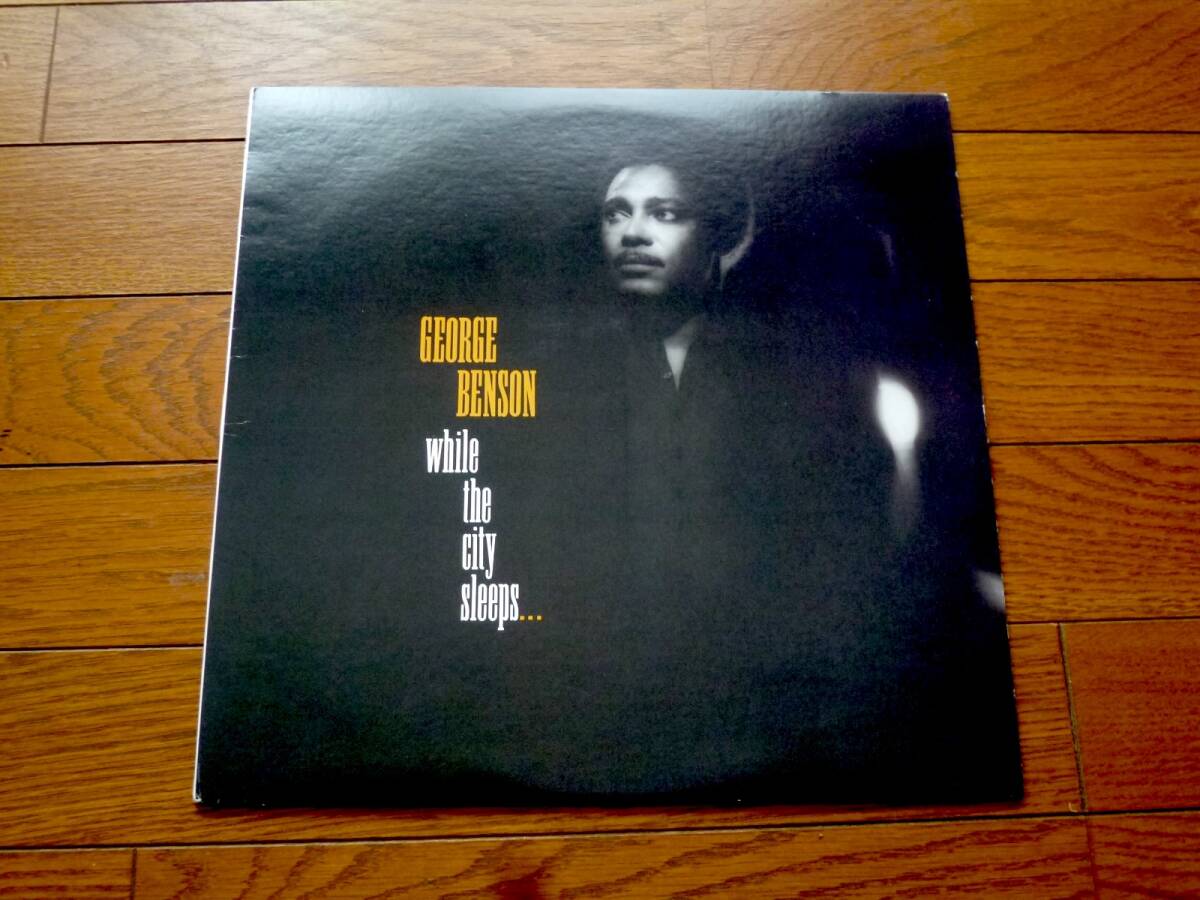 GEORGE
BENSON
while
the
city
sleeps...